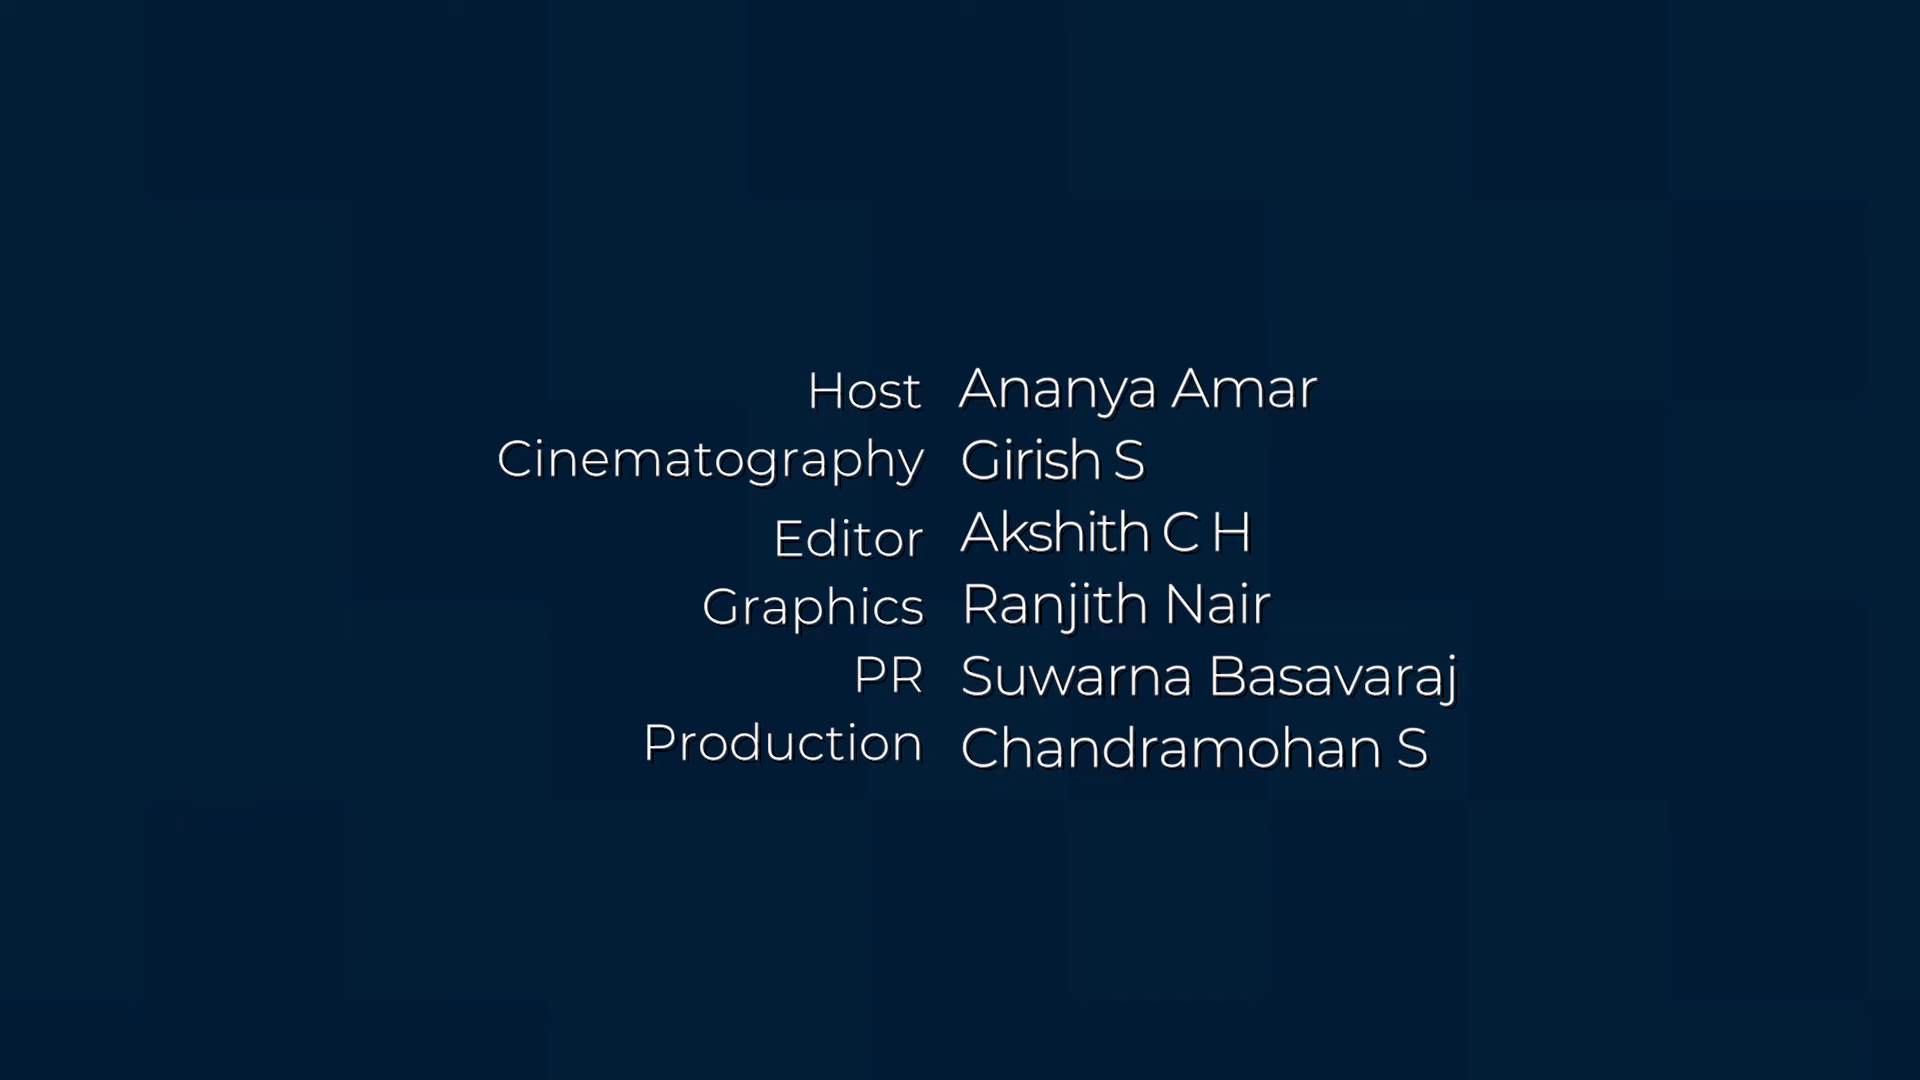 Host Ananya Amar
Cinematography Girish S
Editor Akshith C H
Graphics Ranjith Nair
PR Suwarna Basavaraj
Production Chandramohan S